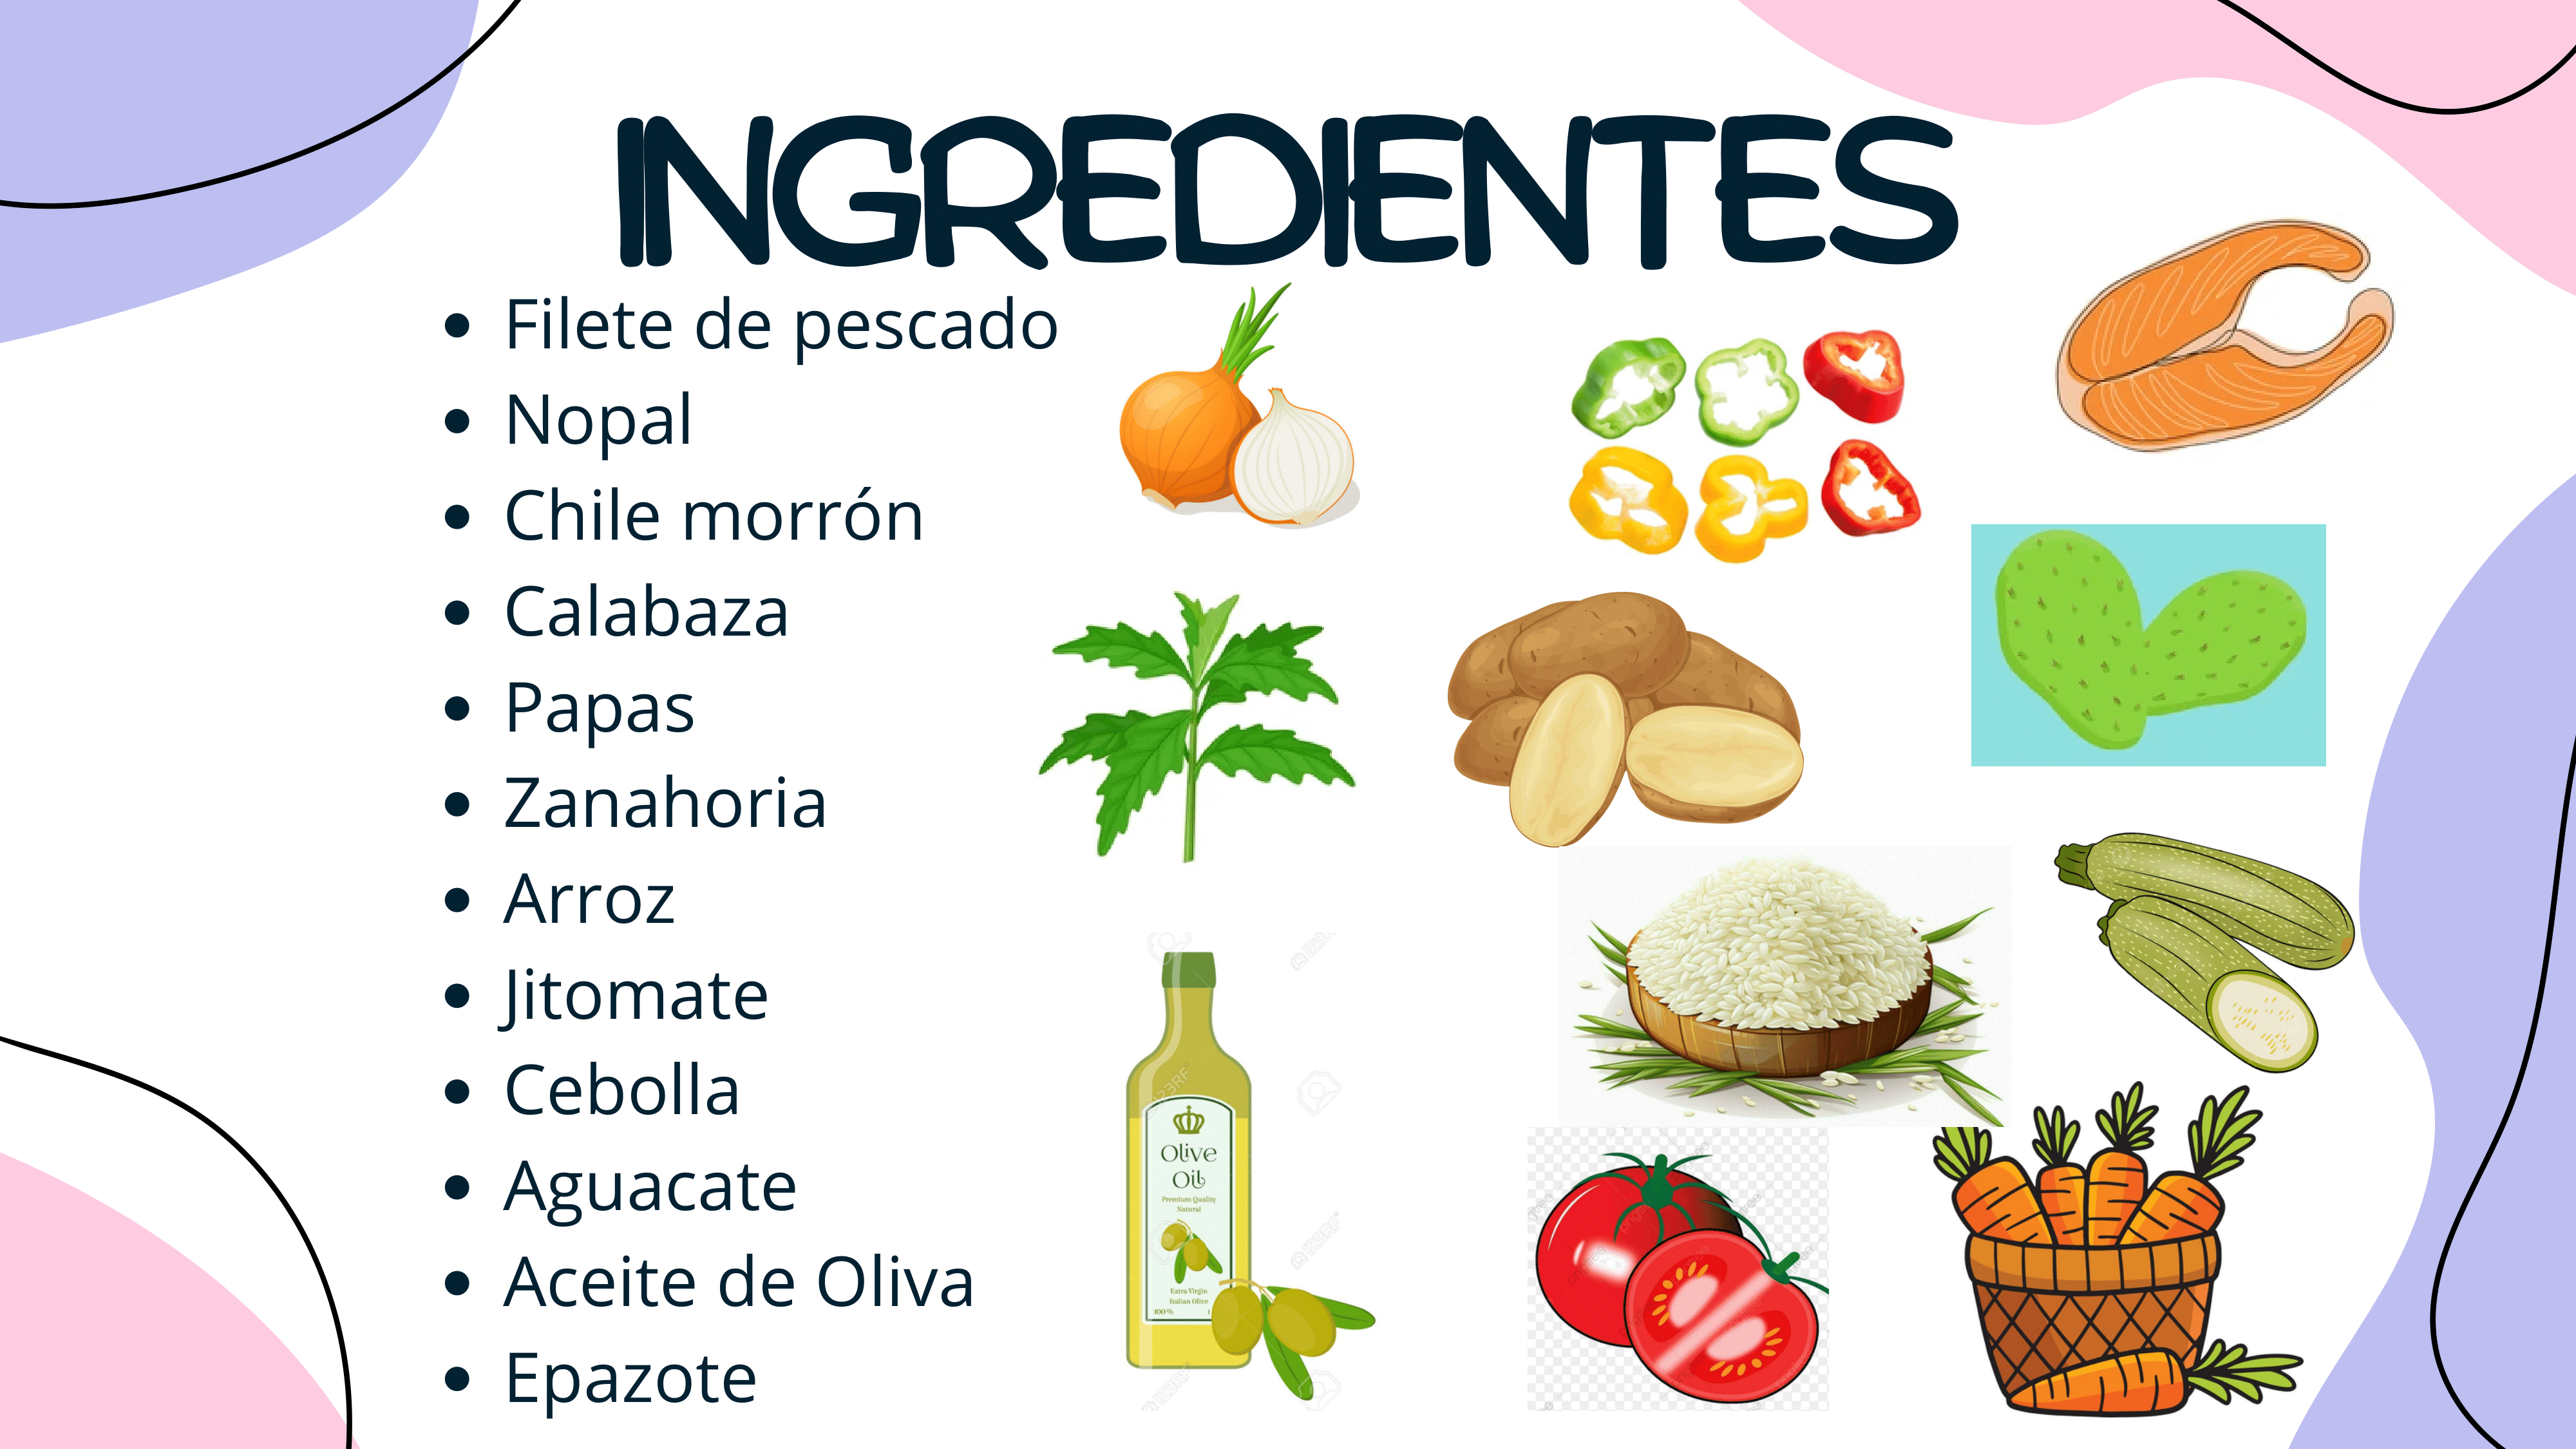 INGREDIENTES
Filete de pescado
Nopal
Chile morrón
Calabaza
Papas
Zanahoria
Arroz
Jitomate
Cebolla
Aguacate
Aceite de Oliva
Epazote
Olive
Oil
Premium Quality
Natural
Extra Virgin
Italian Olive
100%
123RF